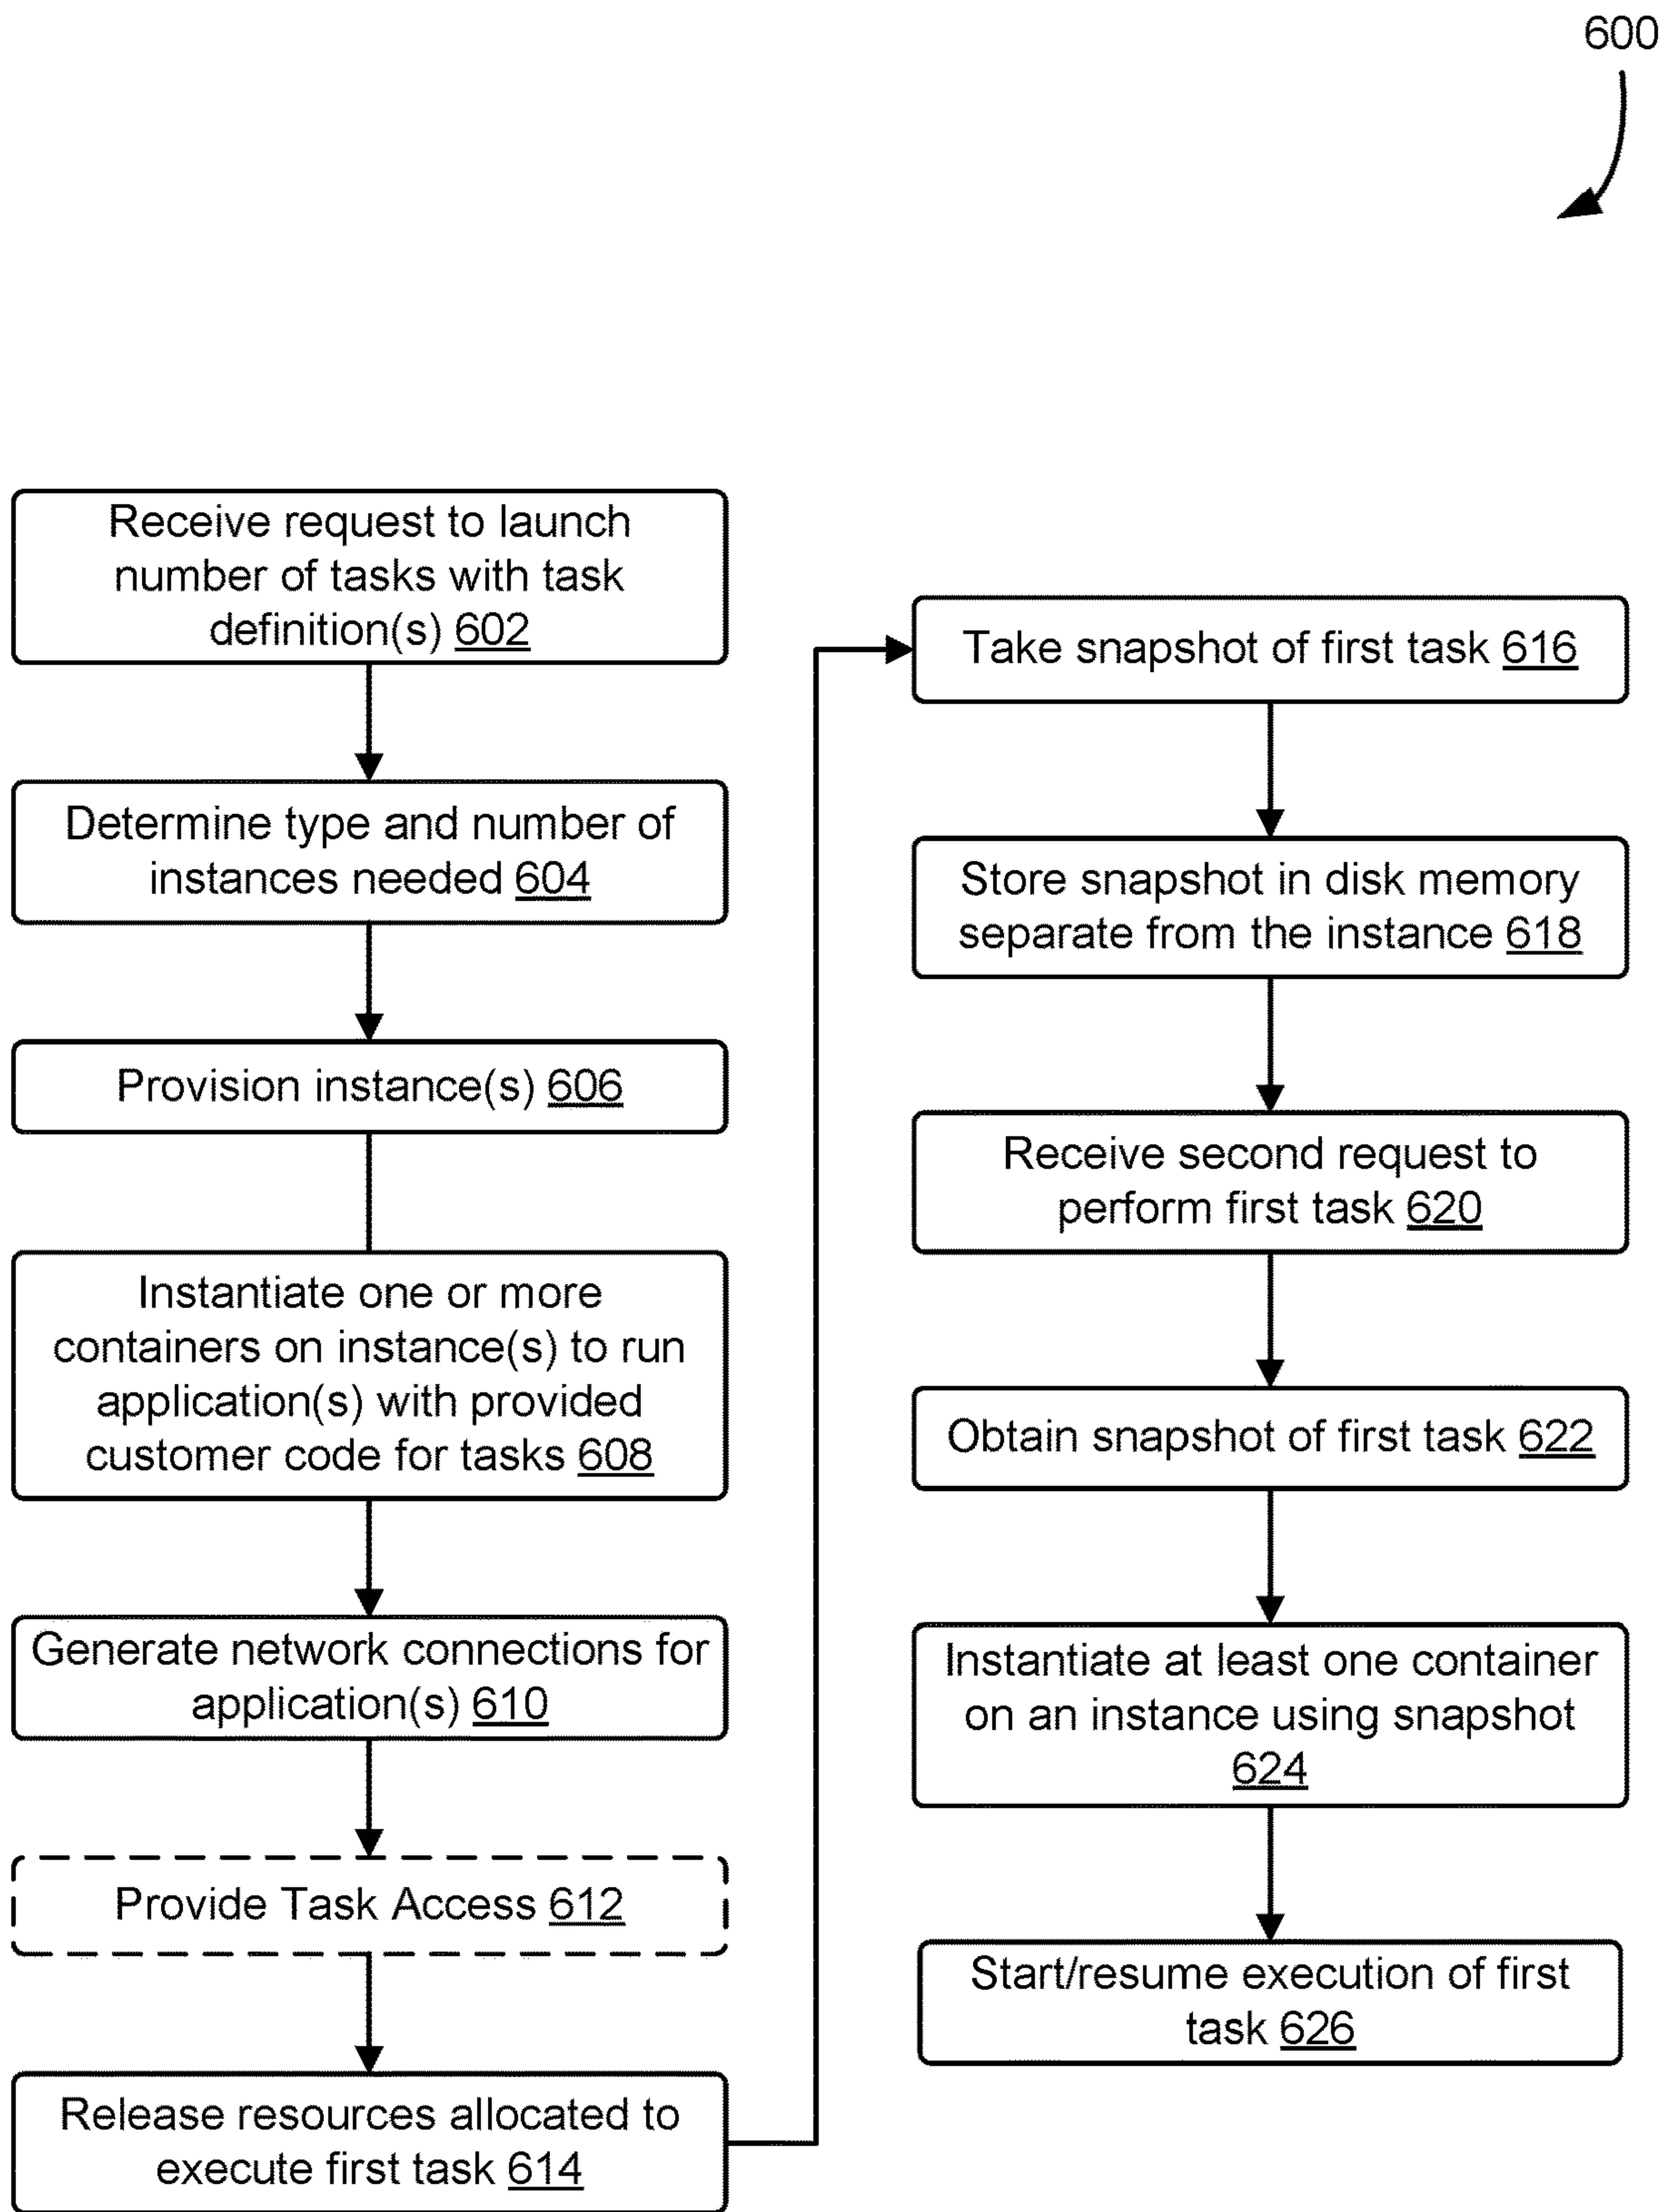 600
Receive request to launch
number of tasks with task
definition(s) 602
Determine type and number of
instances needed 604
Provision instance(s) 606
Instantiate one or more
containers on instance(s) to run
application(s) with provided
customer code for tasks 608
Generate network connections for
application(s) 610
Provide Task Access 612
Release resources allocated to
execute first task 614
Take snapshot of first task 616
Store snapshot in disk memory
separate from the instance 618
Receive second request to
perform first task 620
Obtain snapshot of first task 622
Instantiate at least one container
on an instance using snapshot
624
Start/resume execution of first
task 626